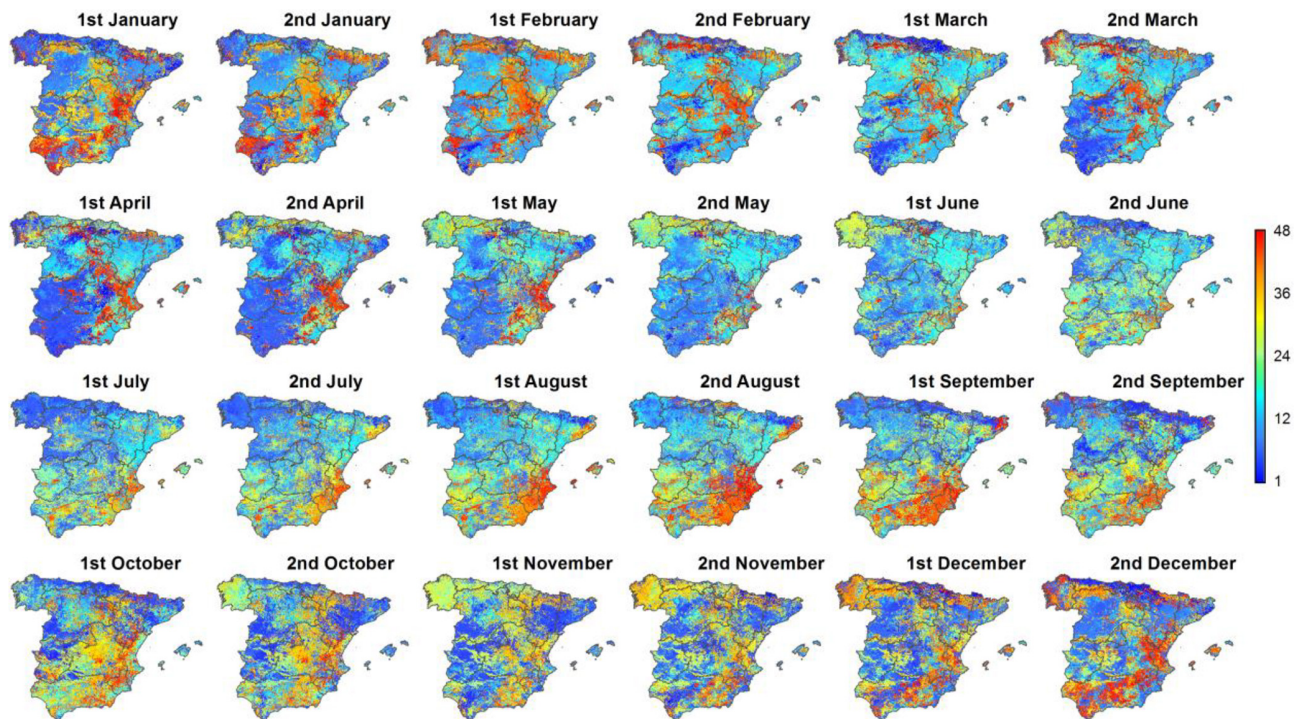 1st January 2nd January 1st February 2nd February 1st March 2nd March
1st April 2nd April 1st May 2nd May 1st June 2nd June
48
36
24
12
1
1st July 2nd July 1st August 2nd August 1st September 2nd September
1st October 2nd October 1st November 2nd November 1st December 2nd December